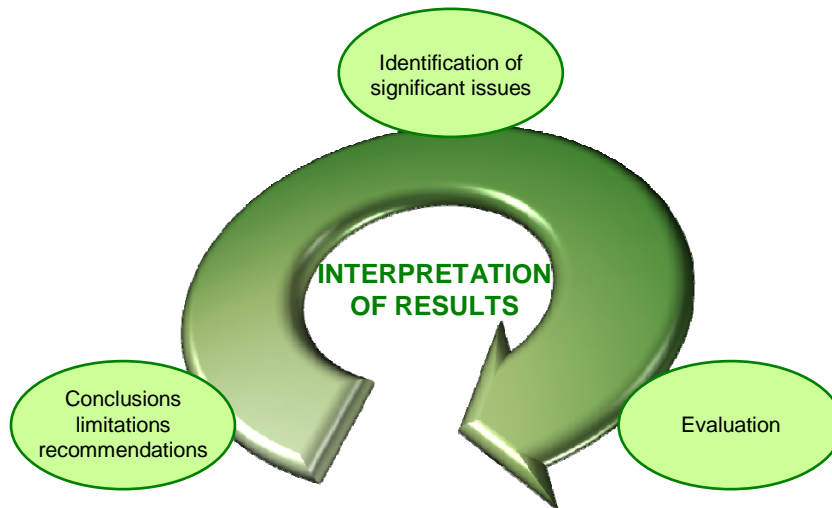 Identification of
significant issues
INTERPRETATION
OF RESULTS
Conclusions
limitations
recommendations
Evaluation